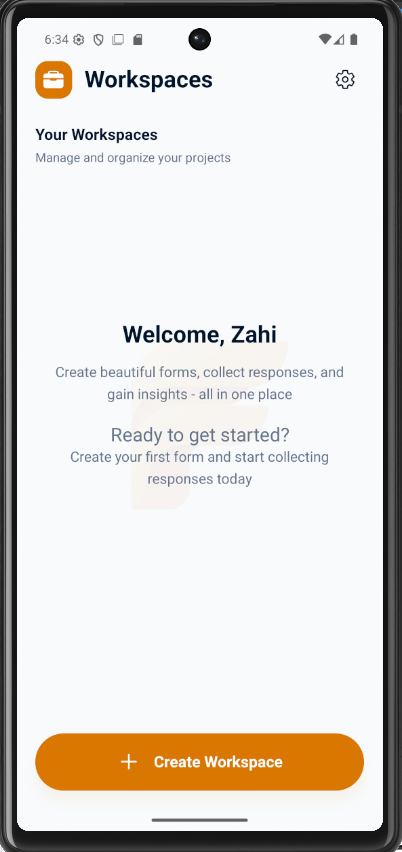 6:34
Workspaces
Your Workspaces
Manage and organize your projects
Welcome, Zahi
Create beautiful forms, collect responses, and
gain insights - all in one place
Ready to get started?
Create your first form and start collecting
responses today
Create Workspace